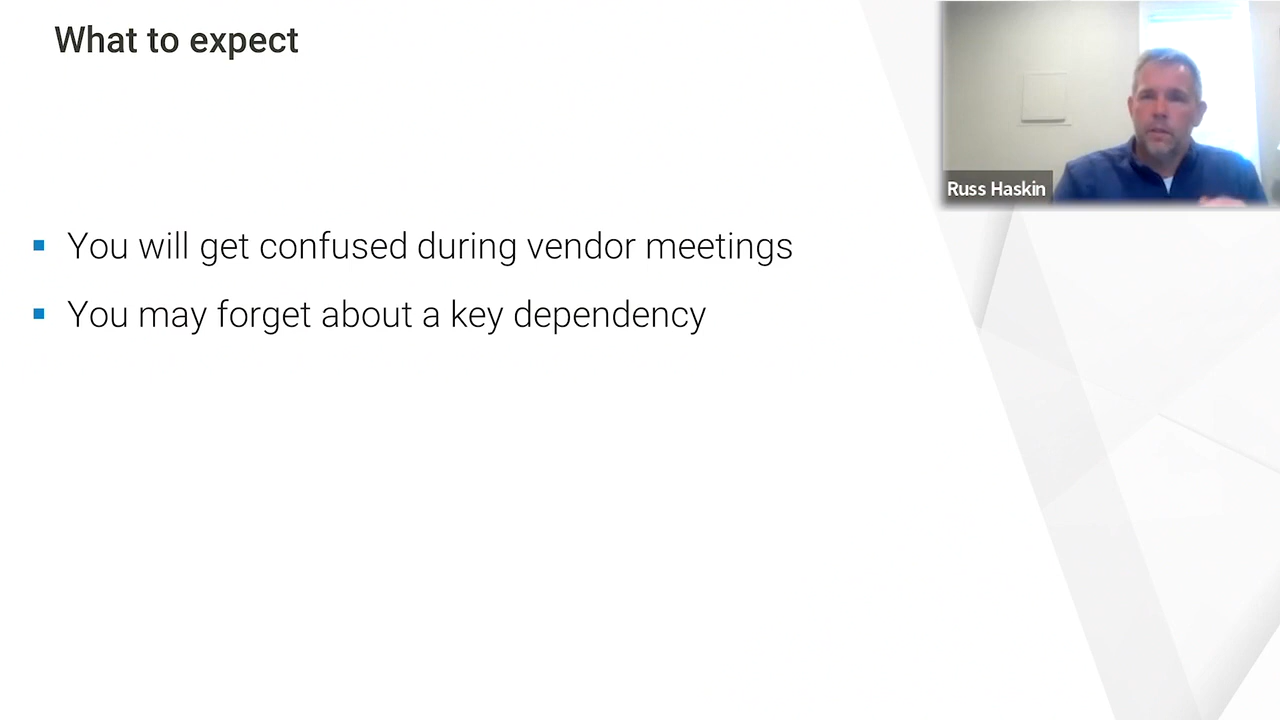 What to expect
Russ Haskin
You will get confused during vendor meetings
You may forget about a key dependency